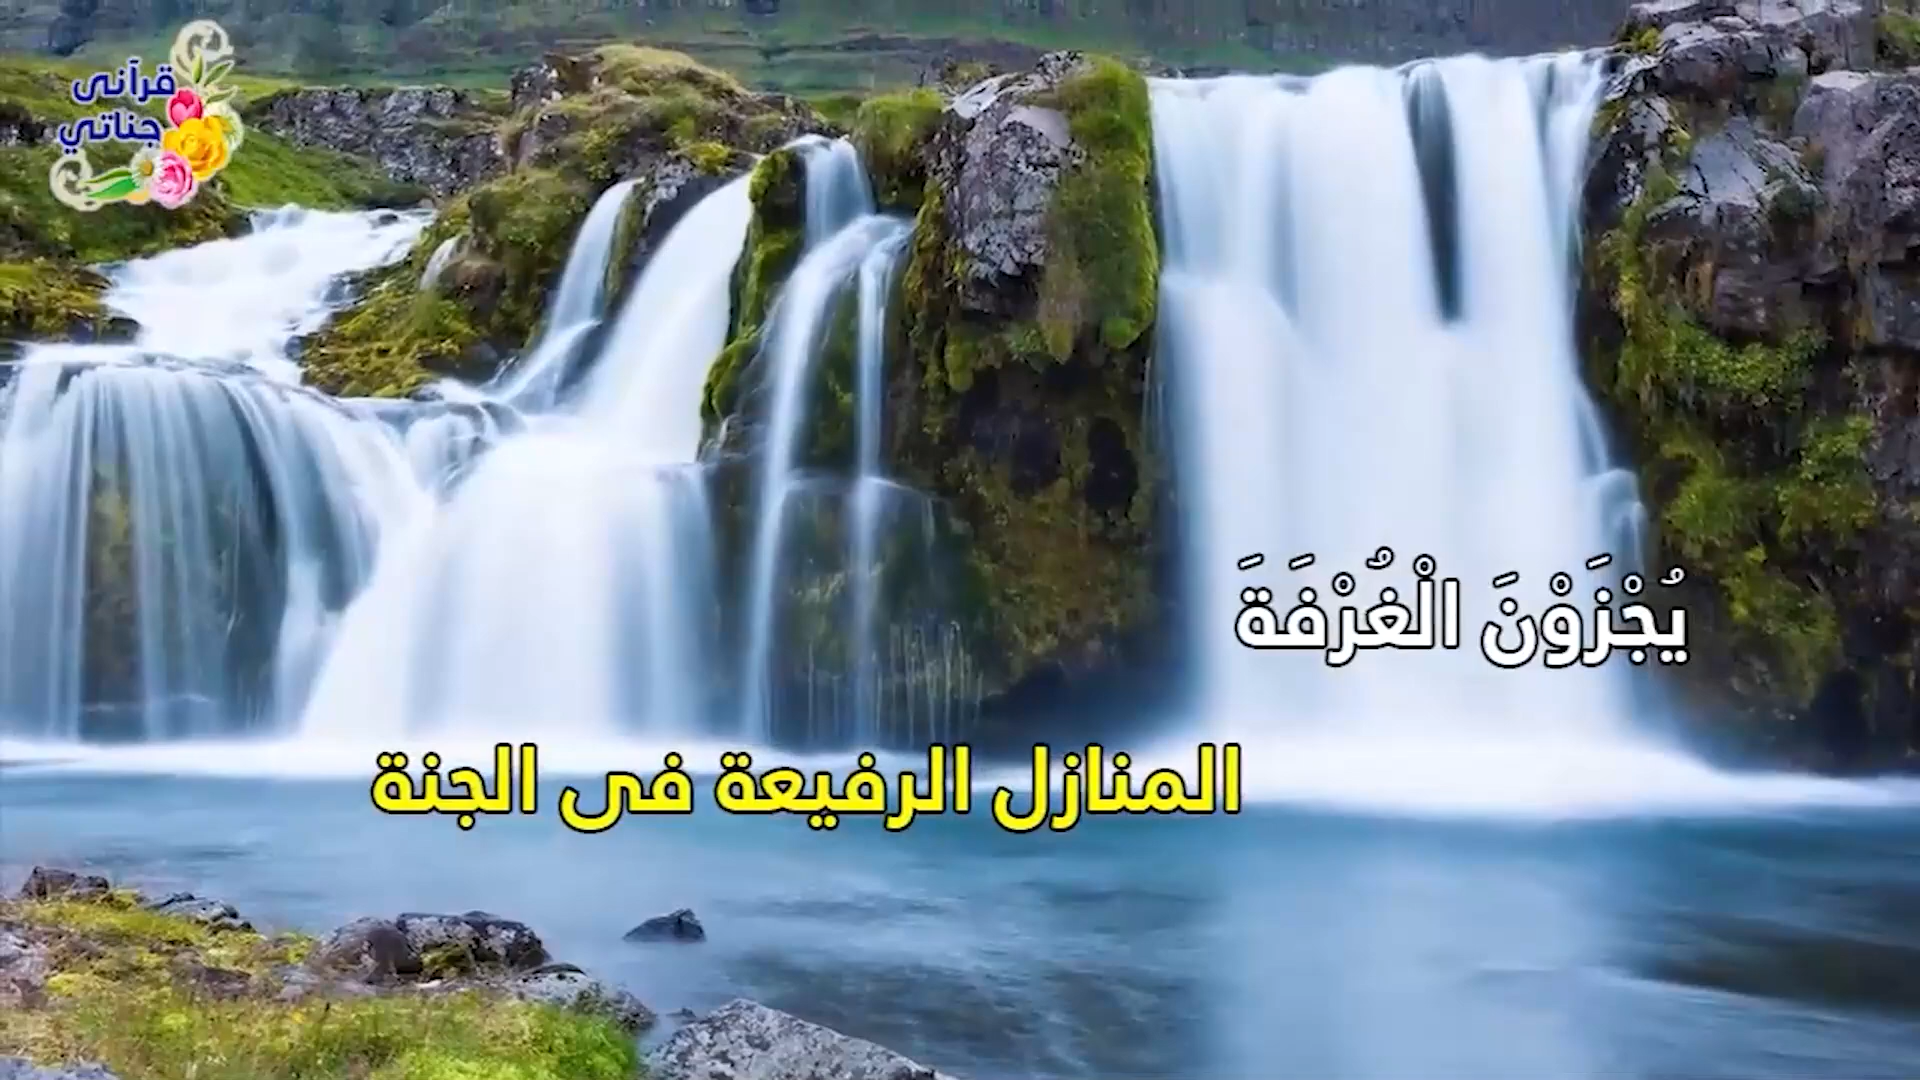 قرآنى
جناتي
يُجْزَوْنَ الْغُرْفَةَ
المنازل الرفيعة فى الجنة